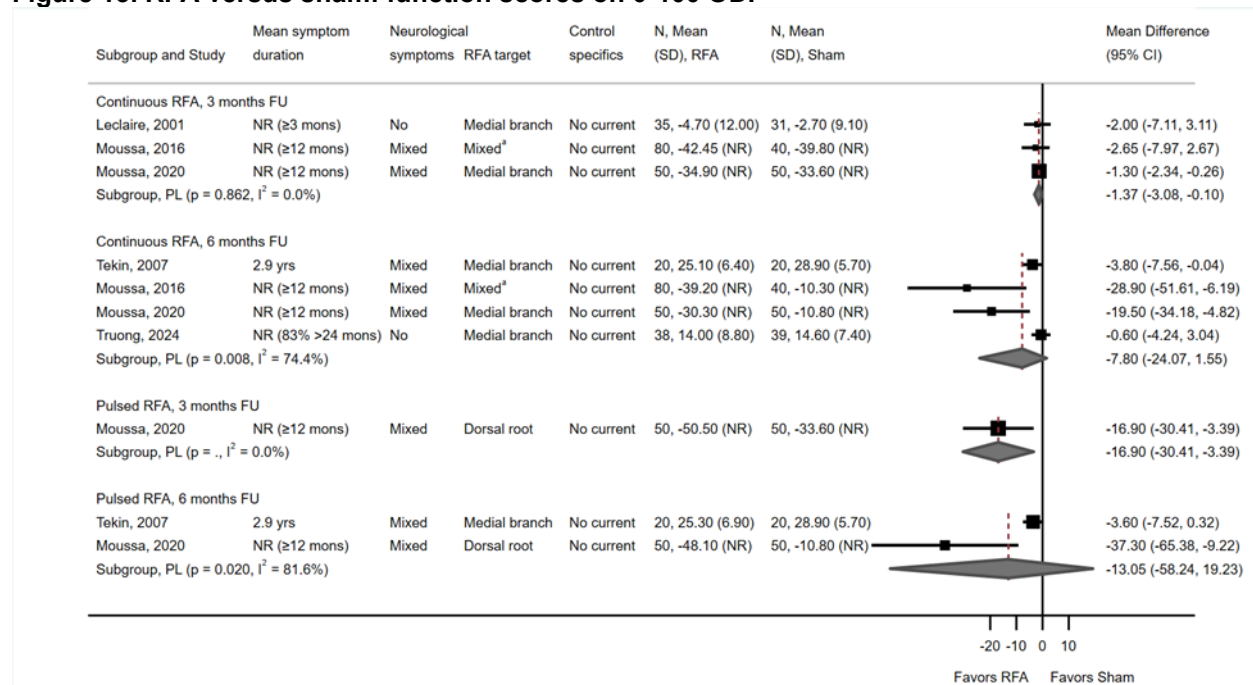 Mean symptom Neurological Control N, Mean N, Mean Mean Difference
Subgroup and Study duration symptoms RFA target specifics (SD), RFA (SD), Sham (95% CI)
Continuous RFA, 3 months FU
Leclaire, 2001 NR (≥3 mons) No Medial branch No current 35, -4.70 (12.00) 31, -2.70 (9.10) -2.00 (-7.11, 3.11)
Moussa, 2016 NR (≥12 mons) Mixed Mixedª No current 80, -42.45 (NR) 40, -39.80 (NR) -2.65 (-7.97, 2.67)
Moussa, 2020 NR (≥12 mons) Mixed Medial branch No current 50, -34.90 (NR) 50, -33.60 (NR) -1.30 (-2.34, -0.26)
Subgroup, PL (p = 0.862, I² = 0.0%) -1.37 (-3.08, -0.10)
Continuous RFA, 6 months FU
Tekin, 2007 2.9 yrs Mixed Medial branch No current 20, 25.10 (6.40) 20, 28.90 (5.70) -3.80 (-7.56, -0.04)
Moussa, 2016 NR (≥12 mons) Mixed Mixedª No current 80, -39.20 (NR) 40, -10.30 (NR) -28.90 (-51.61, -6.19)
Moussa, 2020 NR (≥12 mons) Mixed Medial branch No current 50, -30.30 (NR) 50, -10.80 (NR) -19.50 (-34.18, -4.82)
Truong, 2024 NR (83% >24 mons) No Medial branch No current 38, 14.00 (8.80) 39, 14.60 (7.40) -0.60 (-4.24, 3.04)
Subgroup, PL (p = 0.008, I² = 74.4%) -7.80 (-24.07, 1.55)
Pulsed RFA, 3 months FU
Moussa, 2020 NR (≥12 mons) Mixed Dorsal root No current 50, -50.50 (NR) 50, -33.60 (NR) -16.90 (-30.41, -3.39)
Subgroup, PL (p = ., I² = 0.0%) -16.90 (-30.41, -3.39)
Pulsed RFA, 6 months FU
Tekin, 2007 2.9 yrs Mixed Medial branch No current 20, 25.30 (6.90) 20, 28.90 (5.70) -3.60 (-7.52, 0.32)
Moussa, 2020 NR (≥12 mons) Mixed Dorsal root No current 50, -48.10 (NR) 50, -10.80 (NR) -37.30 (-65.38, -9.22)
Subgroup, PL (p = 0.020, I² = 81.6%) -13.05 (-58.24, 19.23)
-20 -10 0 10
Favors RFA Favors Sham